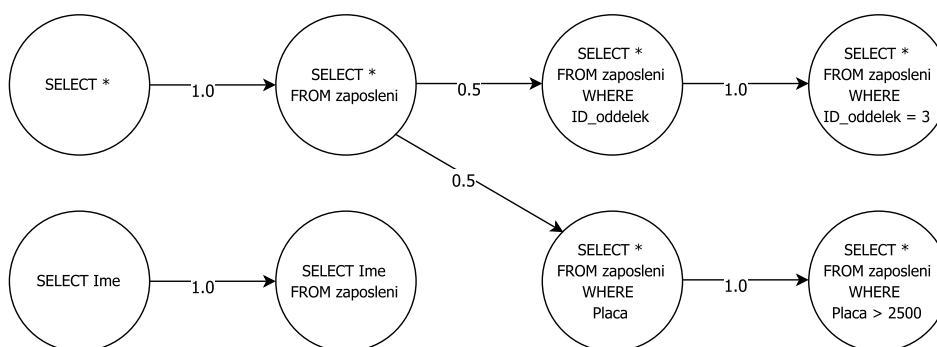 SELECT *
1.0
SELECT *
FROM zaposleni
0.5
SELECT *
FROM zaposleni
WHERE
ID_oddelek
1.0
SELECT *
FROM zaposleni
WHERE
ID_oddelek = 3
0.5
SELECT Ime
1.0
SELECT Ime
FROM zaposleni
SELECT *
FROM zaposleni
WHERE
Placa
1.0
SELECT *
FROM zaposleni
WHERE
Placa > 2500